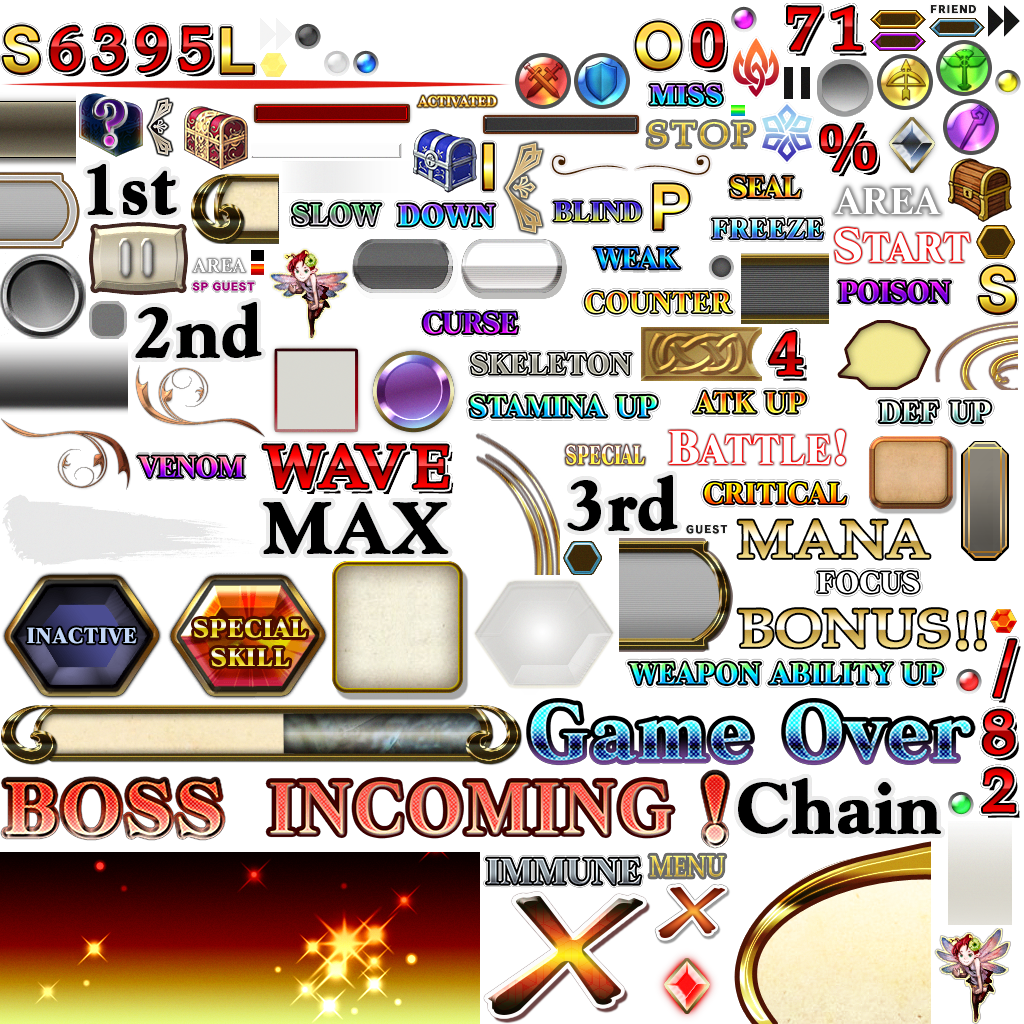 S6395L
O0
71
FRIEND
MISS
ACTIVATED
?
STOP
%
1st
SLOW
DOWN
BLIND
P
SEAL
AREA
FREEZE
START
WEAK
AREA
SP GUEST
POISON
S
COUNTER
CURSE
2nd
SKELETON
4
STAMINA UP
ATK UP
DEF UP
VENOM
WAVE
SPECIAL
BATTLE!
MAX
3rd
CRITICAL
GUEST
MANA
FOCUS
BONUS!!
INACTIVE
SPECIAL
SKILL
WEAPON ABILITY UP
/
Game Over
8
BOSS INCOMING!
Chain
2
IMMUNE
MENU
X
X